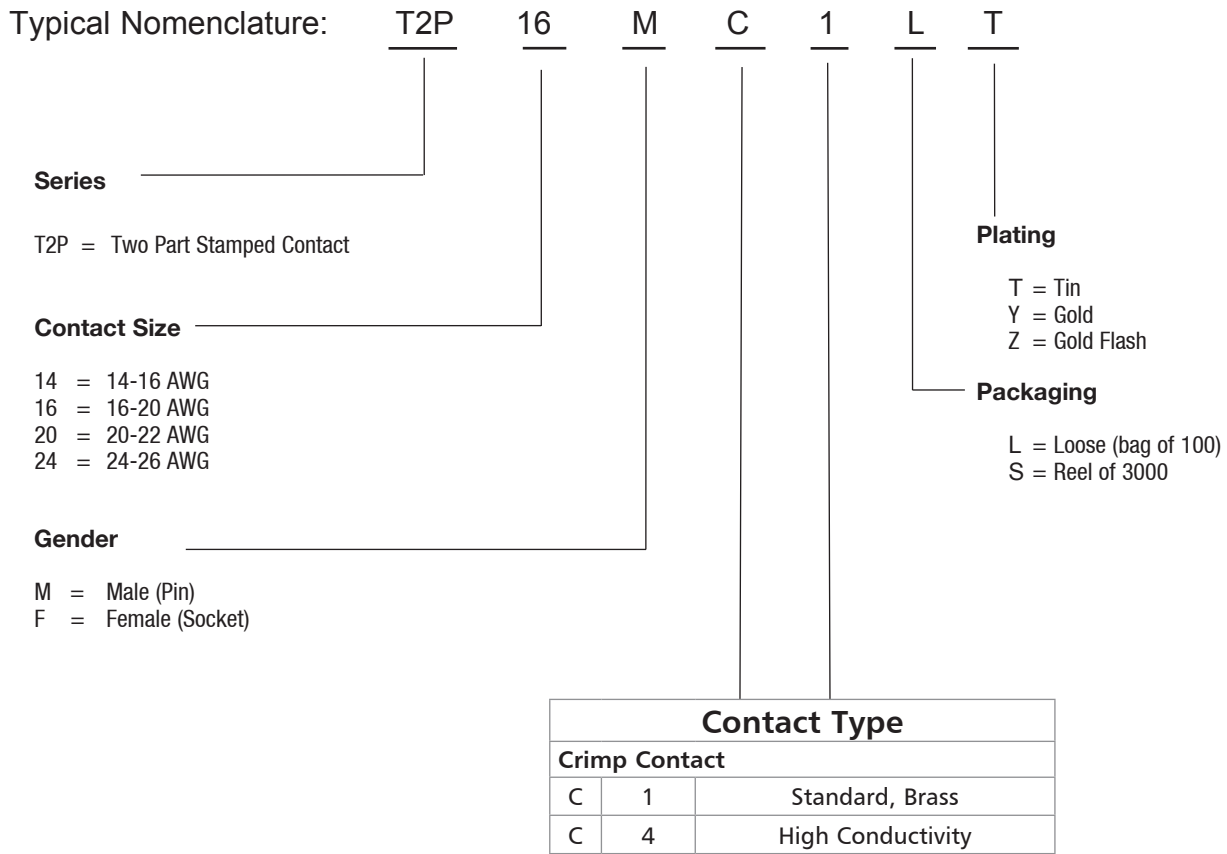 Typical Nomenclature: T2P 16 M C 1 L T
Series
T2P = Two Part Stamped Contact
Contact Size
14 = 14-16 AWG
16 = 16-20 AWG
20 = 20-22 AWG
24 = 24-26 AWG
Gender
M = Male (Pin)
F = Female (Socket)
Plating
T = Tin
Y = Gold
Z = Gold Flash
Packaging
L = Loose (bag of 100)
S = Reel of 3000
Contact Type
Crimp Contact
C 1 Standard, Brass
C 4 High Conductivity